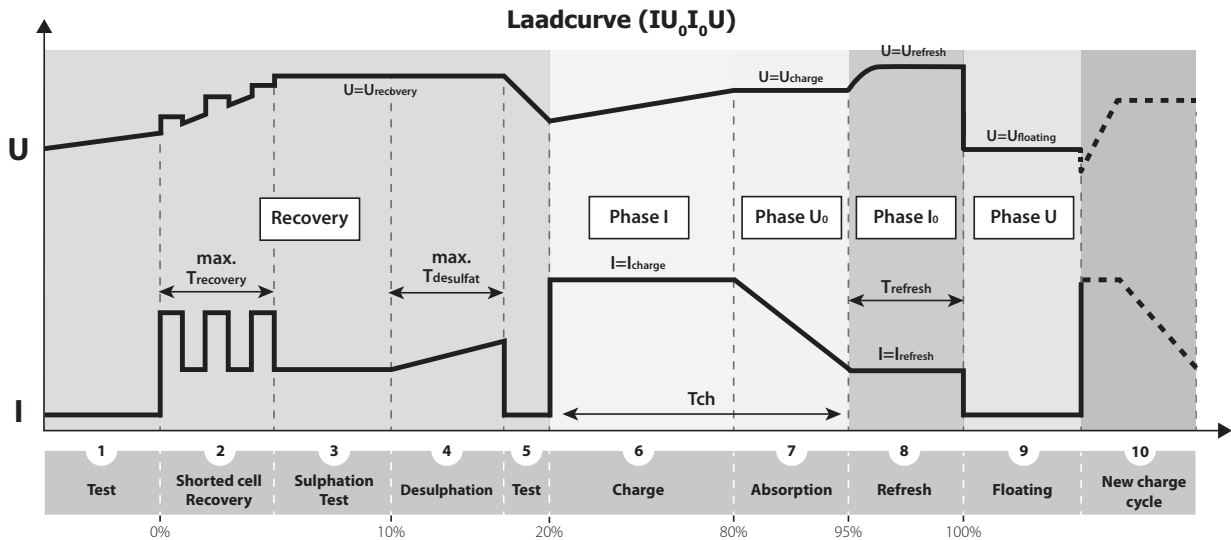 Laadcurve (IU₀I₀U)
U=Urefresh
U=Ucharge
U=Urecovery
U
U=Ufloating
Recovery
Phase I
Phase U₀
Phase I₀
Phase U
max.
Trecovery
max.
Tdesulfat
I=Icharge
Trefresh
I=Irefresh
Tch
I
1
2
3
4
5
6
7
8
9
10
Test
Shorted cell
Recovery
Sulphation
Test
Desulphation
Test
Charge
Absorption
Refresh
Floating
New charge
cycle
0%
10%
20%
80%
95%
100%